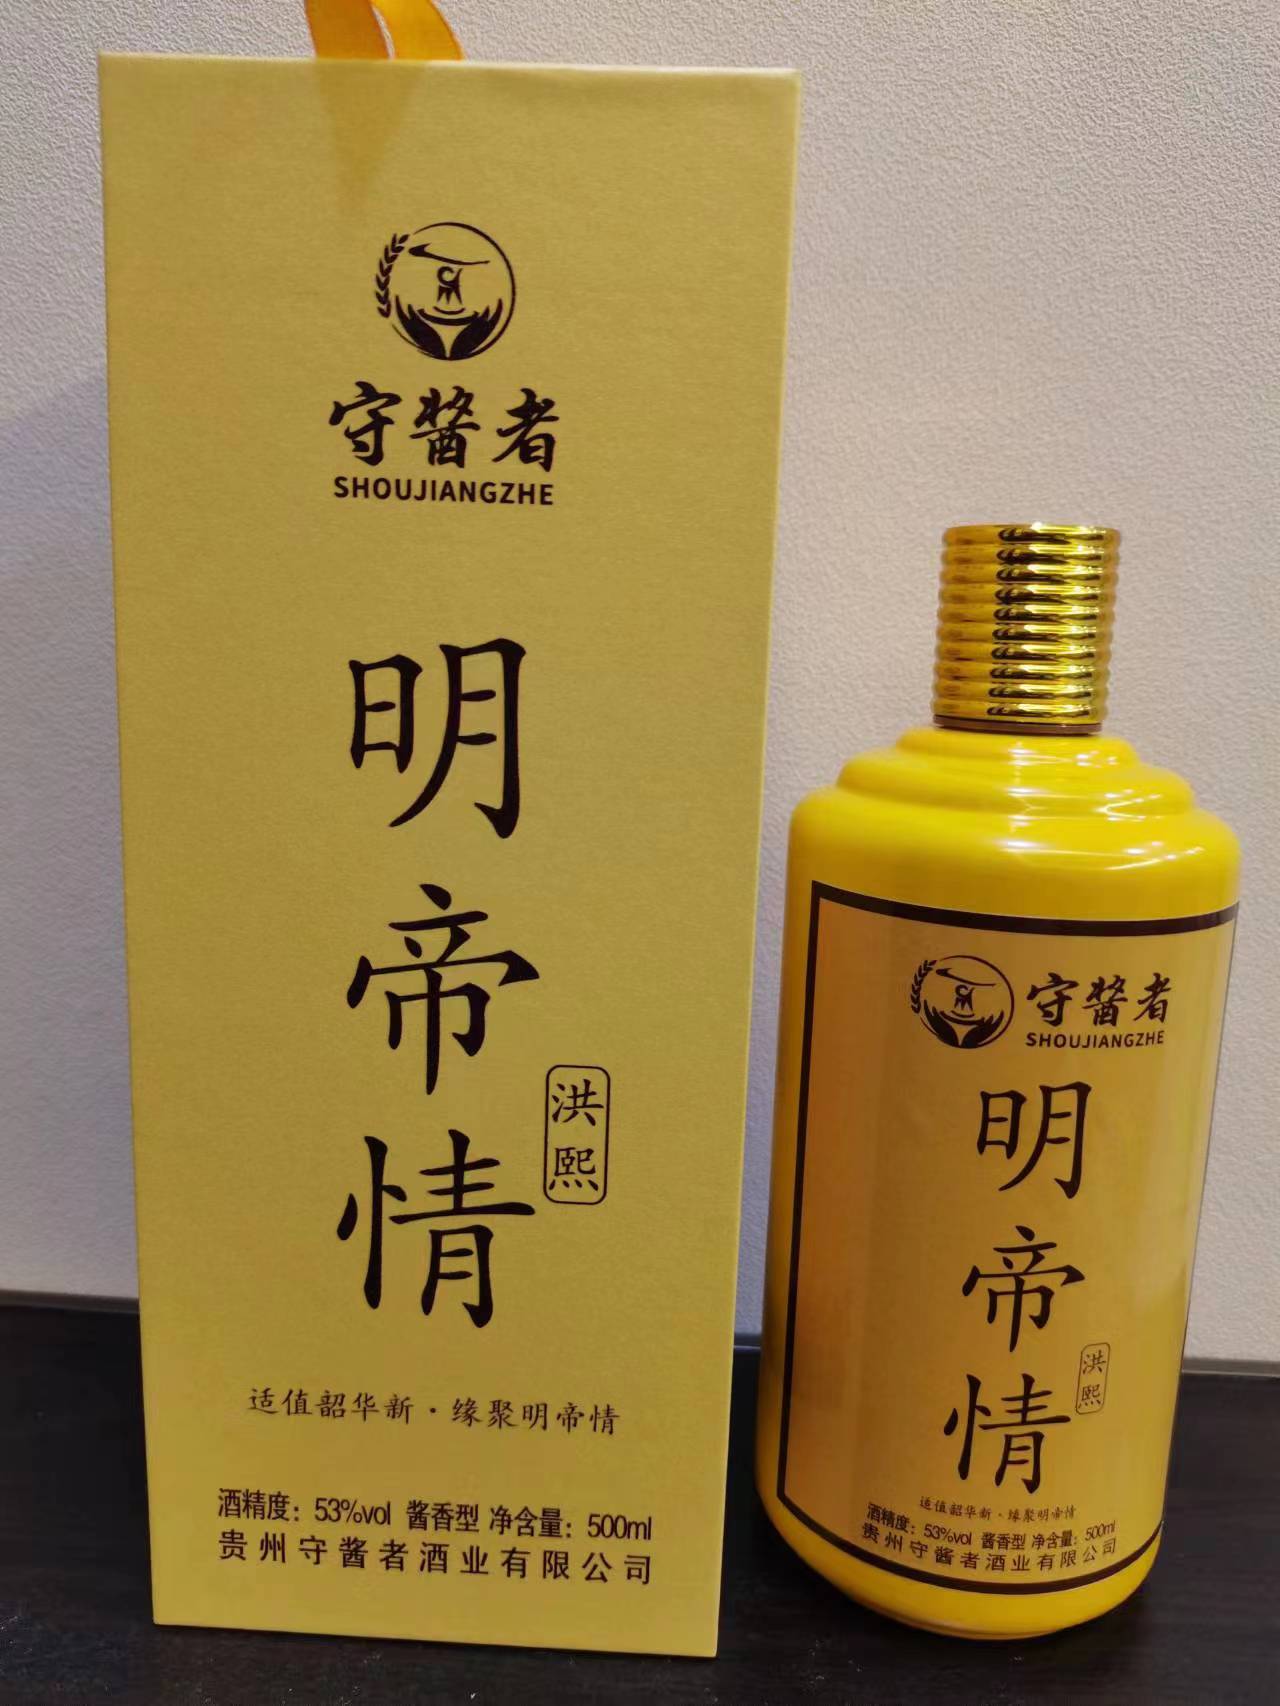 守酱者
SHOUJIANGZHE
明帝情
洪熙
适值韶华新·缘聚明帝情
酒精度：53%vol 酱香型 净含量：500ml
贵州守酱者酒业有限公司
守酱者
SHOUJIANGZHE
明帝情
洪熙
适值韶华新·缘聚明帝情
酒精度：53%vol 酱香型 净含量：500ml
贵州守酱者酒业有限公司